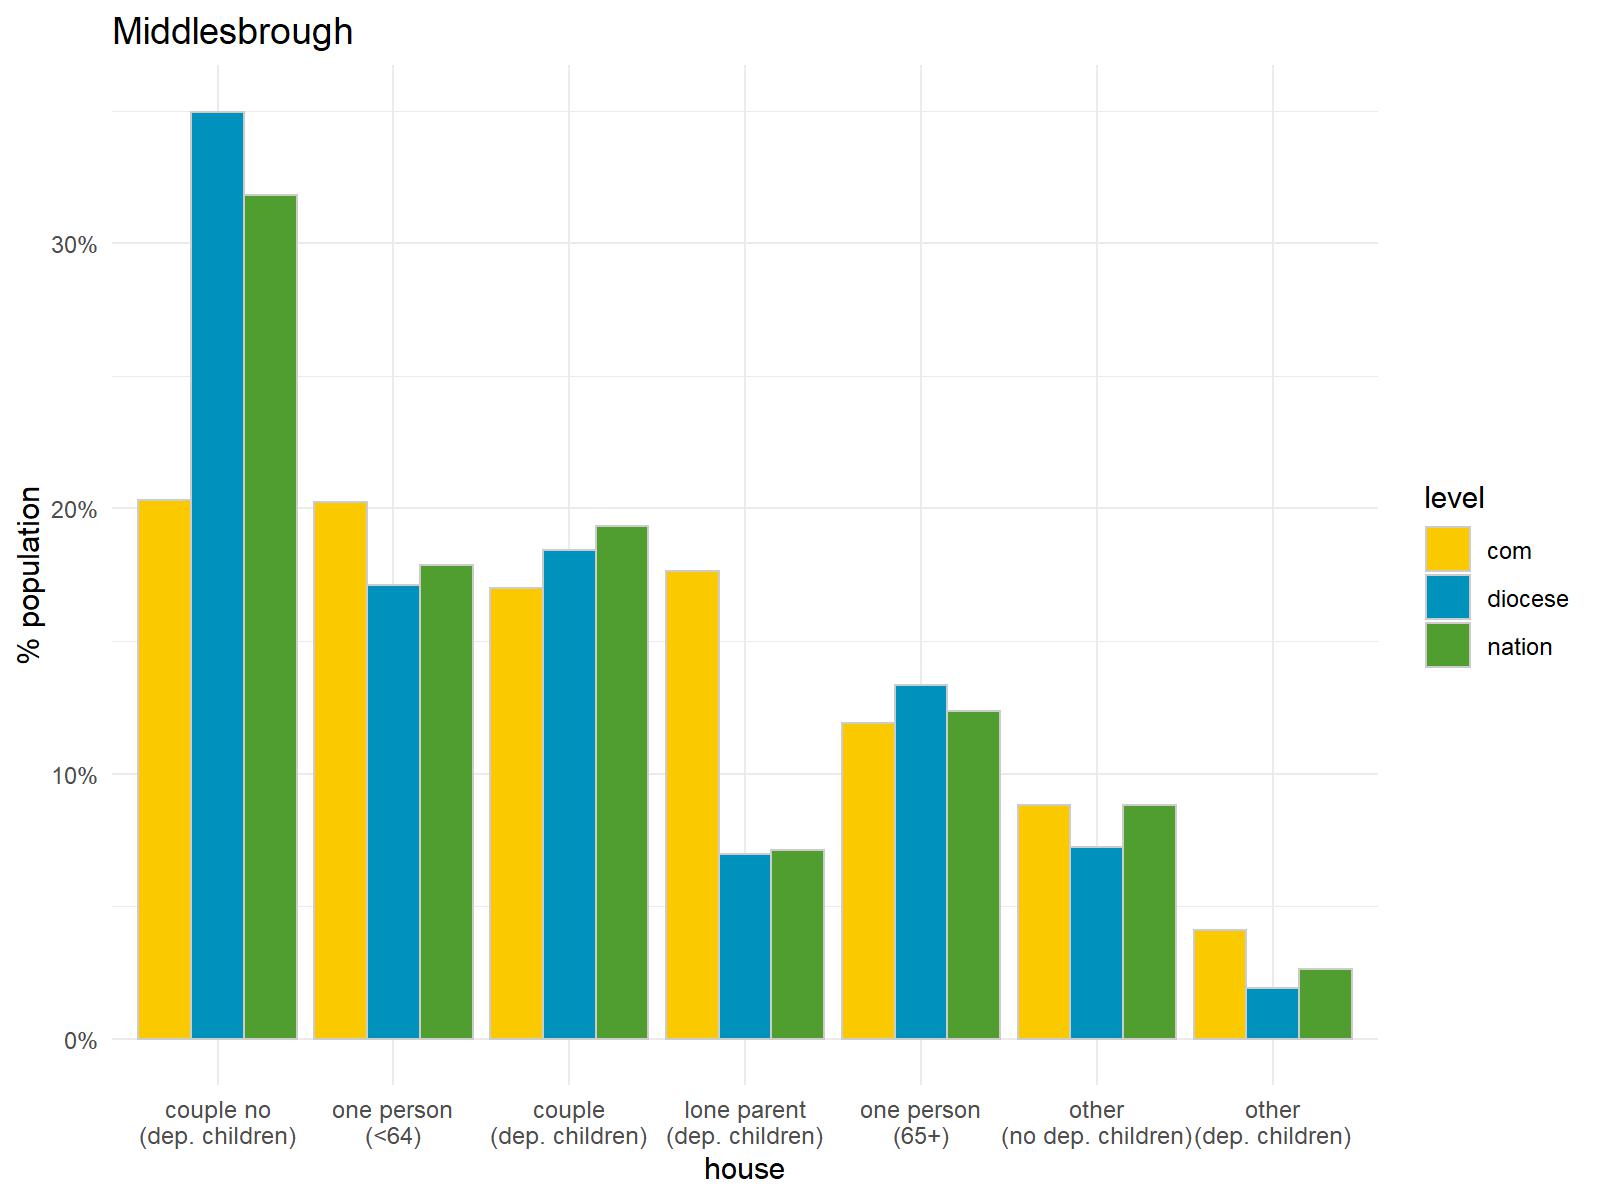 Middlesbrough
% population
30%
20%
10%
0%
couple no
(dep. children)
one person
(<64)
couple
(dep. children)
lone parent
(dep. children)
one person
(65+)
other
(no dep. children)
other
(dep. children)
house
level
com
diocese
nation